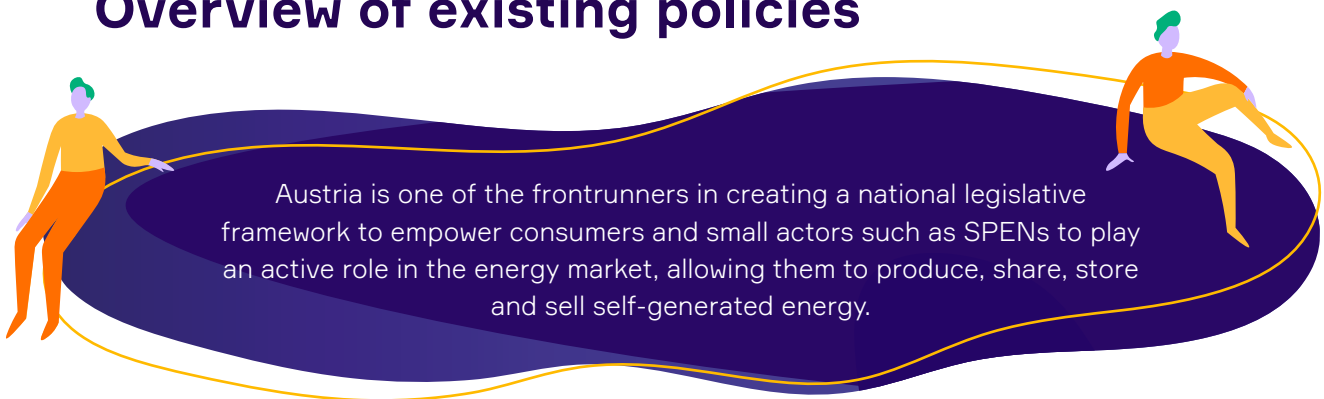 Overview of existing policies
Austria is one of the frontrunners in creating a national legislative
framework to empower consumers and small actors such as SPENs to play
an active role in the energy market, allowing them to produce, share, store
and sell self-generated energy.